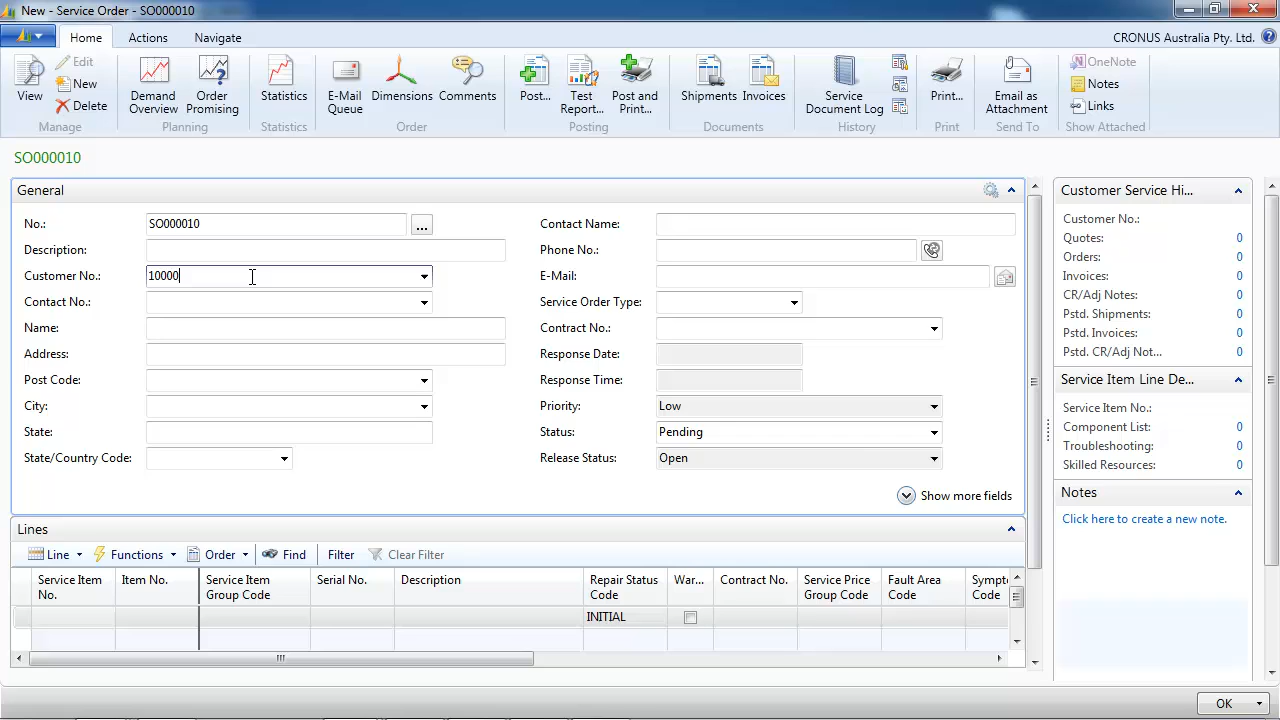 New - Service Order - SO000010
Home Actions Navigate CRONUS Australia Pty. Ltd.
View Edit New Delete
Manage
Demand Overview Order Promising
Planning
Statistics
Statistics
E-Mail Queue Dimensions Comments
Order
Post... Test Report... Post and Print...
Posting
Shipments Invoices
Documents
Service Document Log
History
Print...
Print
Email as Attachment
Send To
OneNote
Notes
Links
Show Attached
SO000010
General
No.: SO000010 ...
Description:
Customer No.: 10000
Contact No.:
Name:
Address:
Post Code:
City:
State:
State/Country Code:
Contact Name:
Phone No.:
E-Mail:
Service Order Type:
Contract No.:
Response Date:
Response Time:
Priority: Low
Status: Pending
Release Status: Open
Show more fields
Lines
Line Functions Order Find Filter Clear Filter
Service Item No. Item No. Service Item Group Code Serial No. Description Repair Status Code War... Contract No. Service Price Group Code Fault Area Code Sympto Code
INITIAL
Customer Service Hi...
Customer No.:
Quotes: 0
Orders: 0
Invoices: 0
CR/Adj Notes: 0
Pstd. Shipments: 0
Pstd. Invoices: 0
Pstd. CR/Adj Not... 0
Service Item Line De...
Service Item No.:
Component List: 0
Troubleshooting: 0
Skilled Resources: 0
Notes
Click here to create a new note.
OK